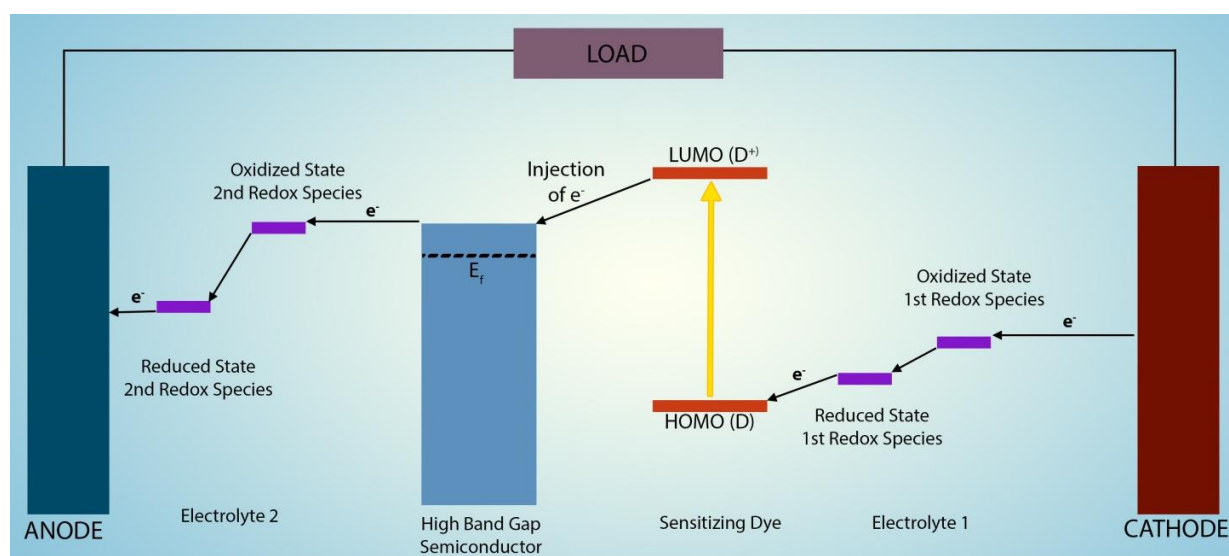 LOAD
LUMO (D+)
Injection
of e-
Oxidized State
2nd Redox Species
e-
Ef
e-
Reduced State
2nd Redox Species
Oxidized State
1st Redox Species
e-
e-
HOMO (D)
Reduced State
1st Redox Species
ANODE
Electrolyte 2
High Band Gap
Semiconductor
Sensitizing Dye
Electrolyte 1
CATHODE